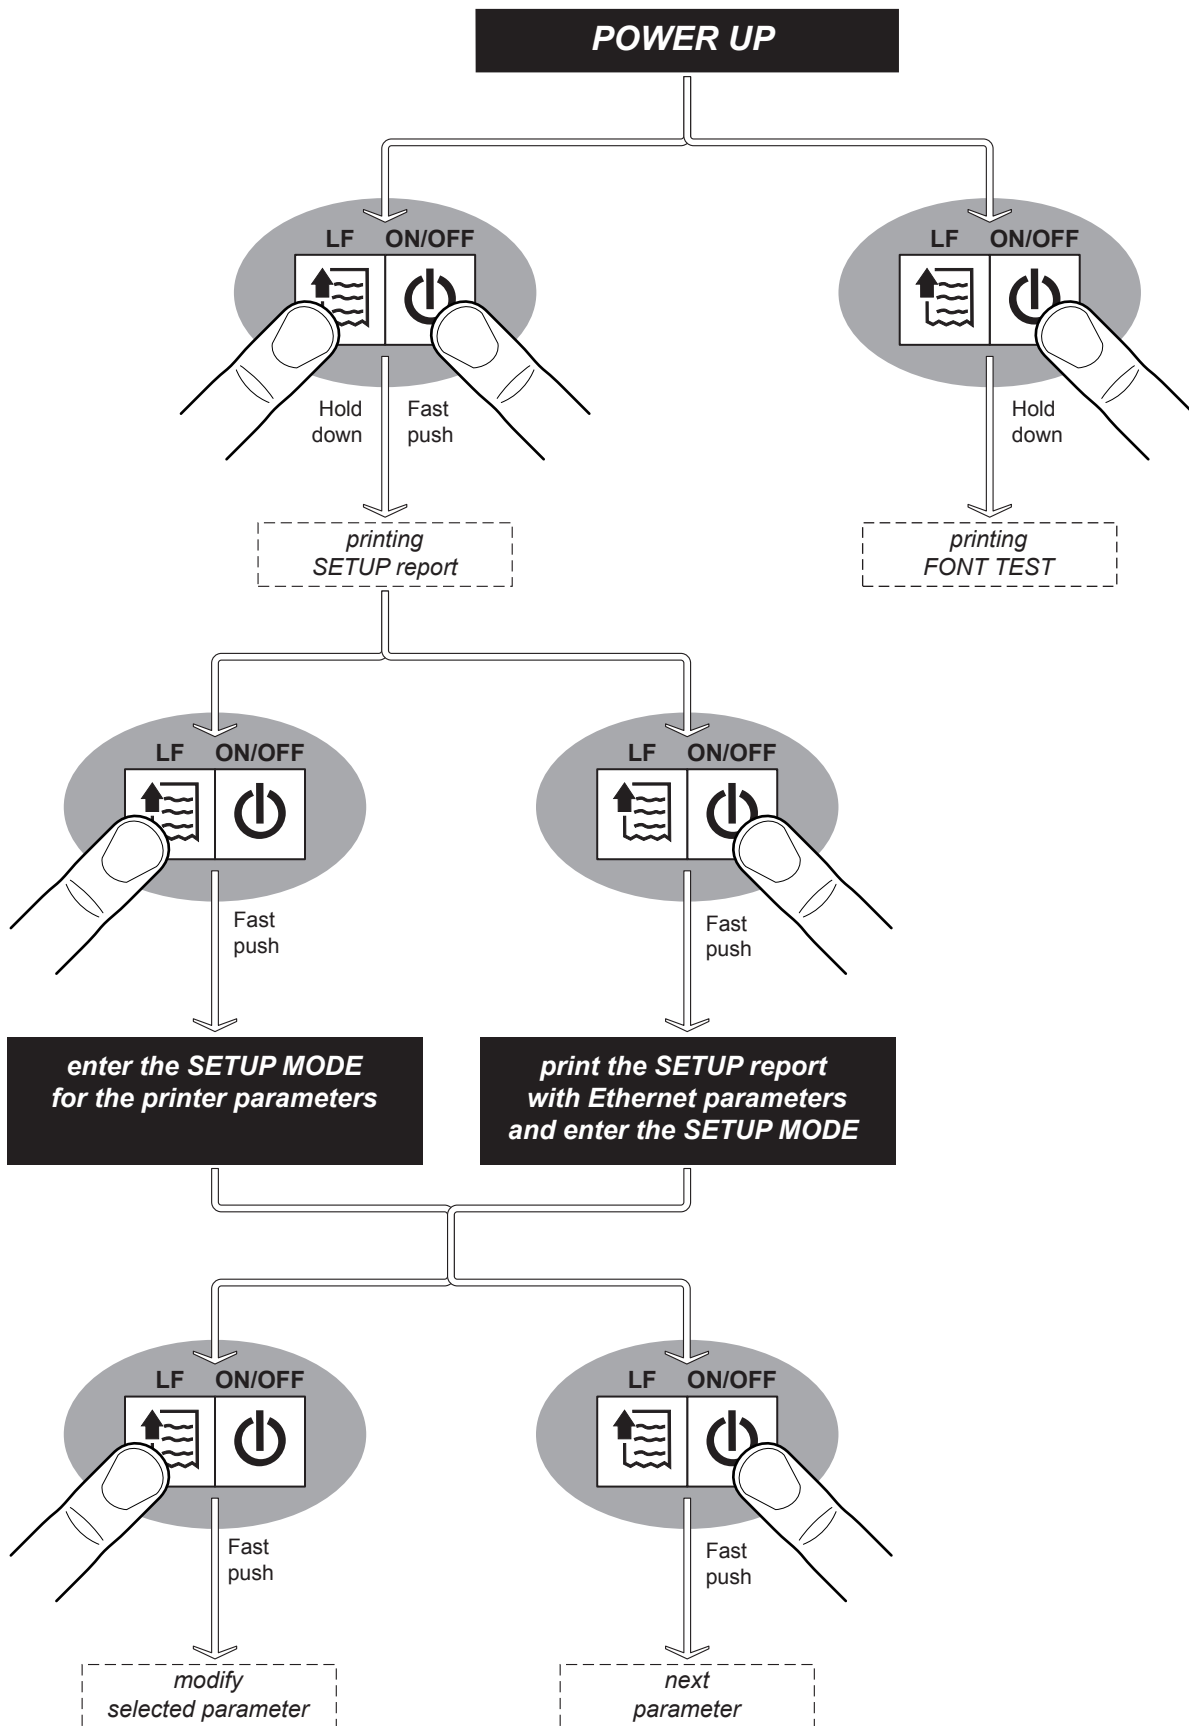 POWER UP
LF ON/OFF
LF ON/OFF
Hold
down
Fast
push
Hold
down
printing
SETUP report
printing
FONT TEST
LF ON/OFF
LF ON/OFF
Fast
push
Fast
push
enter the SETUP MODE
for the printer parameters
print the SETUP report
with Ethernet parameters
and enter the SETUP MODE
LF ON/OFF
LF ON/OFF
Fast
push
Fast
push
modify
selected parameter
next
parameter